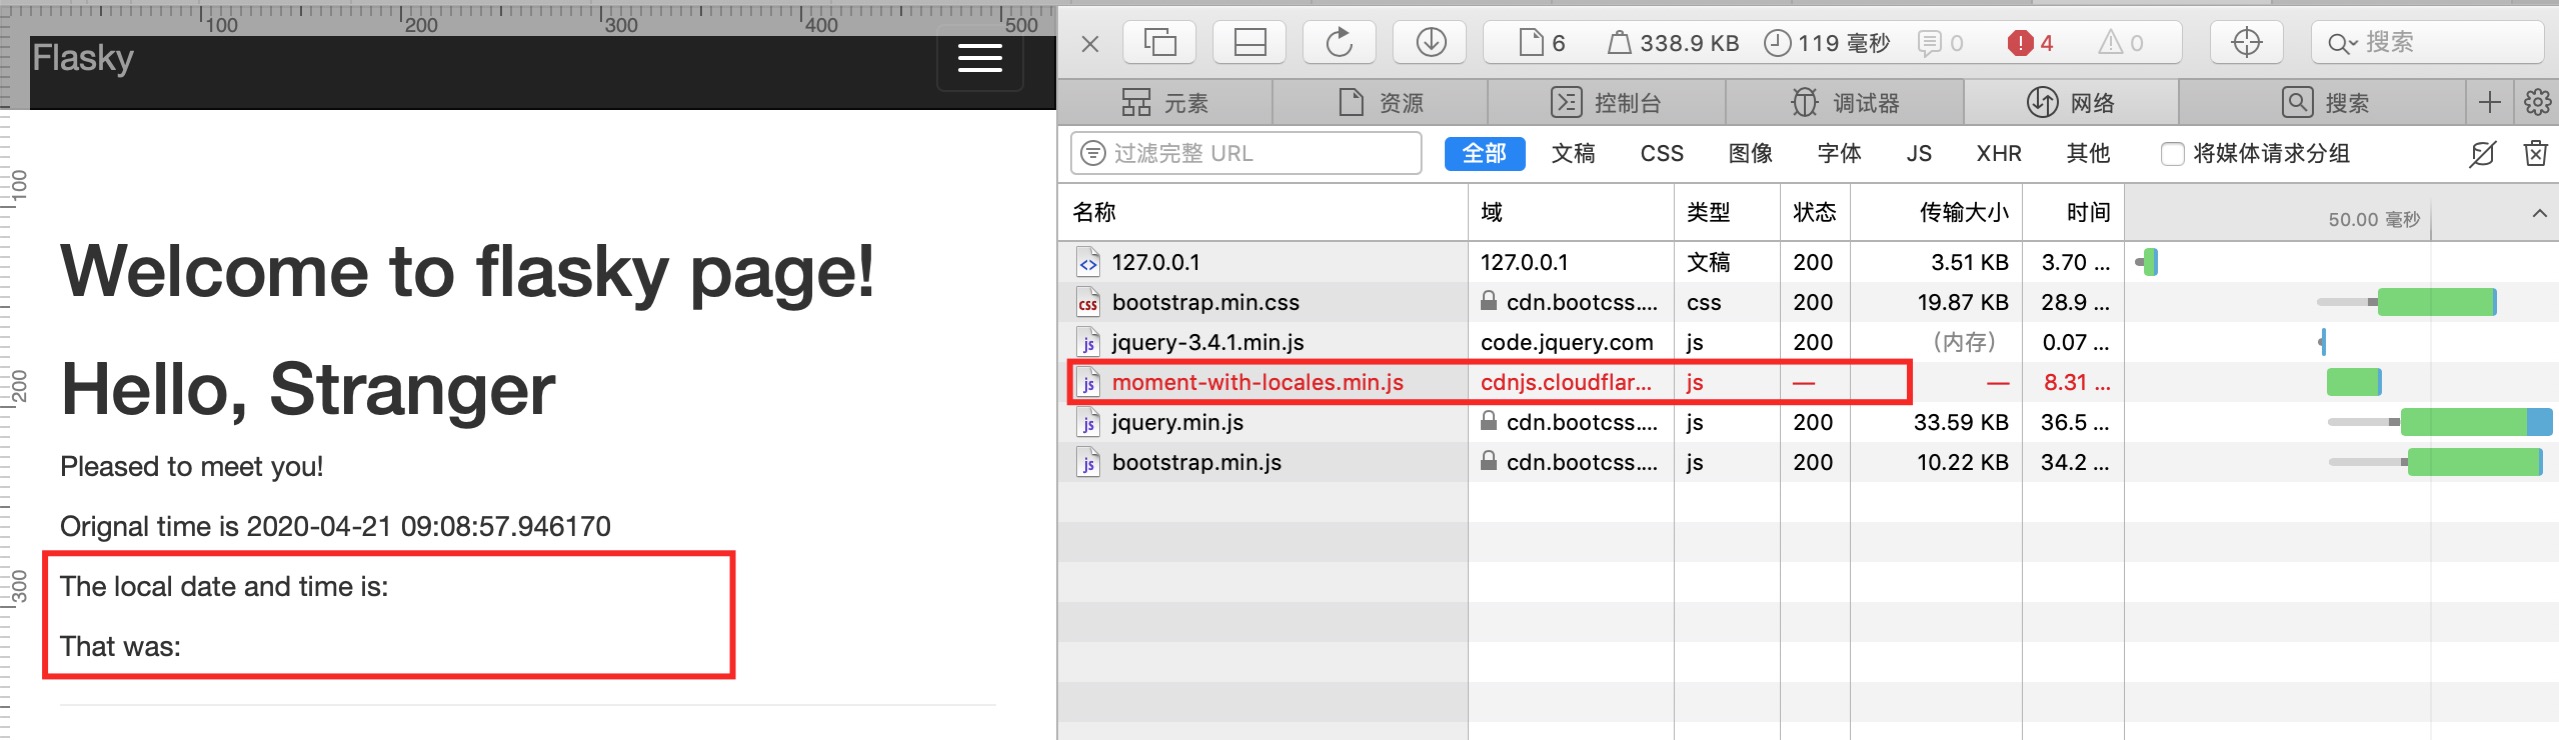 100 200 300 400 500
Flasky
100
200
300
Welcome to flasky page!
Hello, Stranger
Pleased to meet you!
Orignal time is 2020-04-21 09:08:57.946170
The local date and time is:
That was:
6 338.9 KB 119 毫秒 0 4 0 搜索
元素 资源 控制台 调试器 网络 搜索
过滤完整 URL 全部 文稿 CSS 图像 字体 JS XHR 其他 将媒体请求分组
名称 域 类型 状态 传输大小 时间 50.00 毫秒
127.0.0.1 127.0.0.1 文稿 200 3.51 KB 3.70 ...
css bootstrap.min.css cdn.bootcss.... css 200 19.87 KB 28.9 ...
js jquery-3.4.1.min.js code.jquery.com js 200 （内存） 0.07 ...
js moment-with-locales.min.js cdnjs.cloudflar... js — — 8.31 ...
js jquery.min.js cdn.bootcss.... js 200 33.59 KB 36.5 ...
js bootstrap.min.js cdn.bootcss.... js 200 10.22 KB 34.2 ...